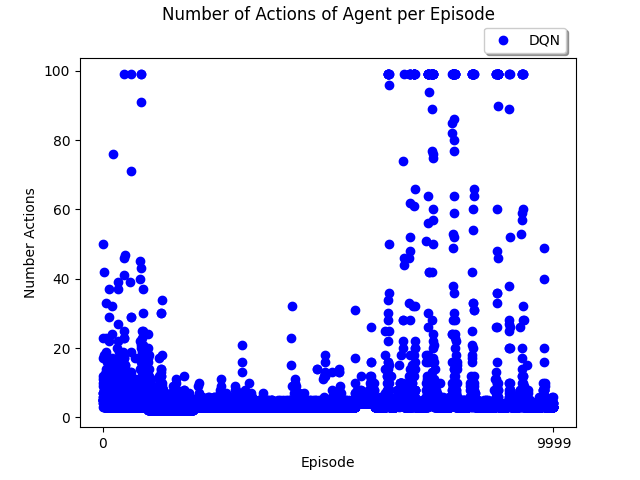 Number of Actions of Agent per Episode
DQN
100
80
60
40
20
0
Number Actions
0
9999
Episode